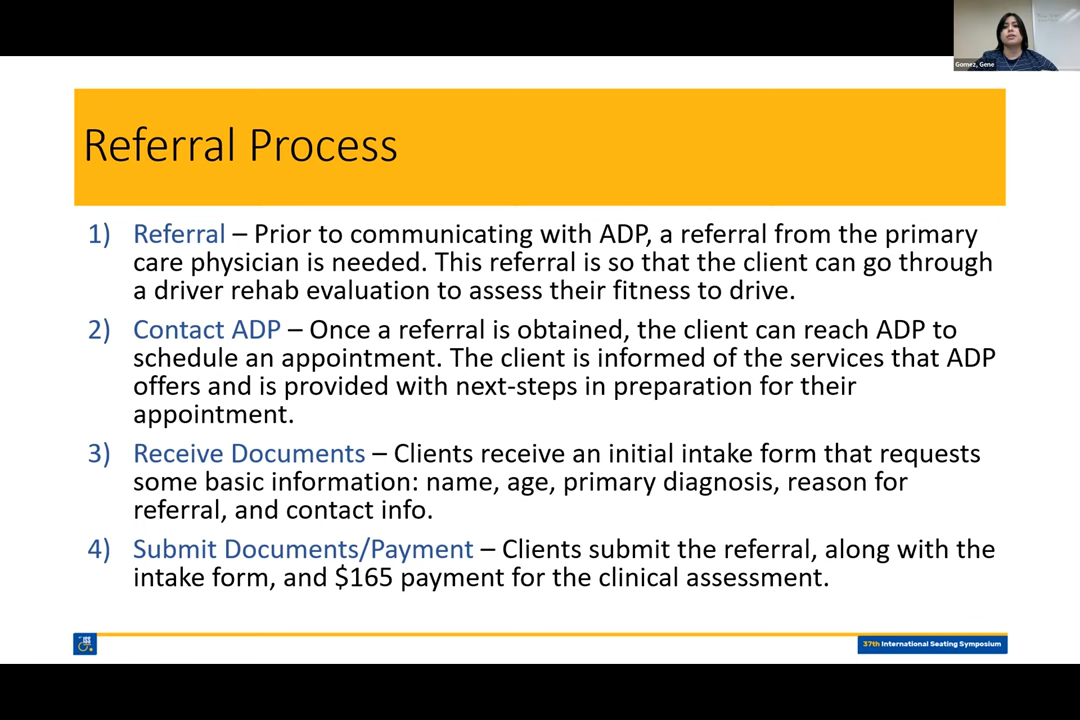 Gomez, Gene
Referral Process
1) Referral – Prior to communicating with ADP, a referral from the primary
care physician is needed. This referral is so that the client can go through
a driver rehab evaluation to assess their fitness to drive.
2) Contact ADP – Once a referral is obtained, the client can reach ADP to
schedule an appointment. The client is informed of the services that ADP
offers and is provided with next-steps in preparation for their
appointment.
3) Receive Documents – Clients receive an initial intake form that requests
some basic information: name, age, primary diagnosis, reason for
referral, and contact info.
4) Submit Documents/Payment – Clients submit the referral, along with the
intake form, and $165 payment for the clinical assessment.
37th International Seating Symposium